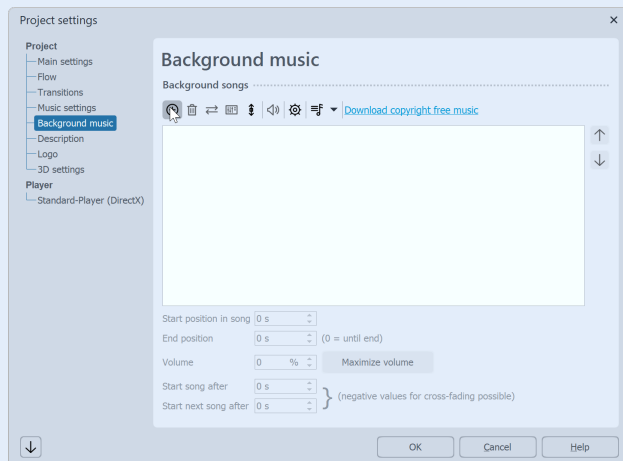 Project settings
Project
Main settings
Flow
Transitions
Music settings
Background music
Description
Logo
3D settings
Player
Standard-Player (DirectX)
Background music
Background songs
Download copyright free music
Start position in song 0 s
End position 0 s (0 = until end)
Volume 0 % Maximize volume
Start song after 0 s
(negative values for cross-fading possible)
Start next song after 0 s
OK Cancel Help